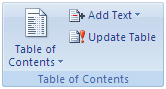 Table of
Contents
Add Text
Update Table
Table of Contents